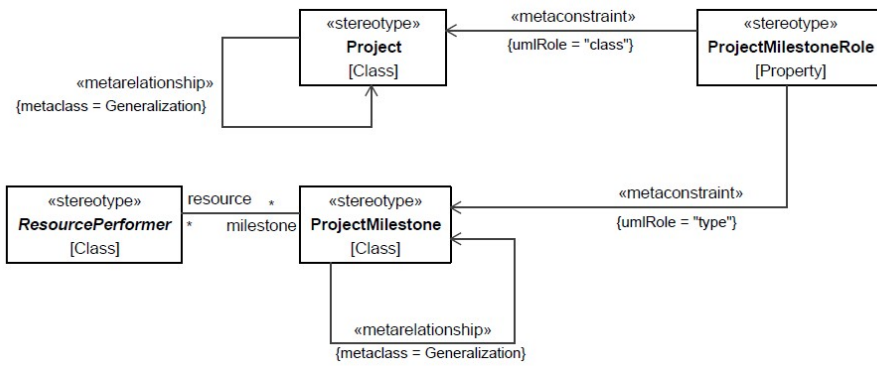 «stereotype»
Project
[Class]
«metaconstraint»
{umlRole = "class"}
«stereotype»
ProjectMilestoneRole
[Property]
«metarelationship»
{metaclass = Generalization}
«stereotype»
ResourcePerformer
[Class]
resource
*
*
milestone
«stereotype»
ProjectMilestone
[Class]
«metaconstraint»
{umlRole = "type"}
«metarelationship»
{metaclass = Generalization}